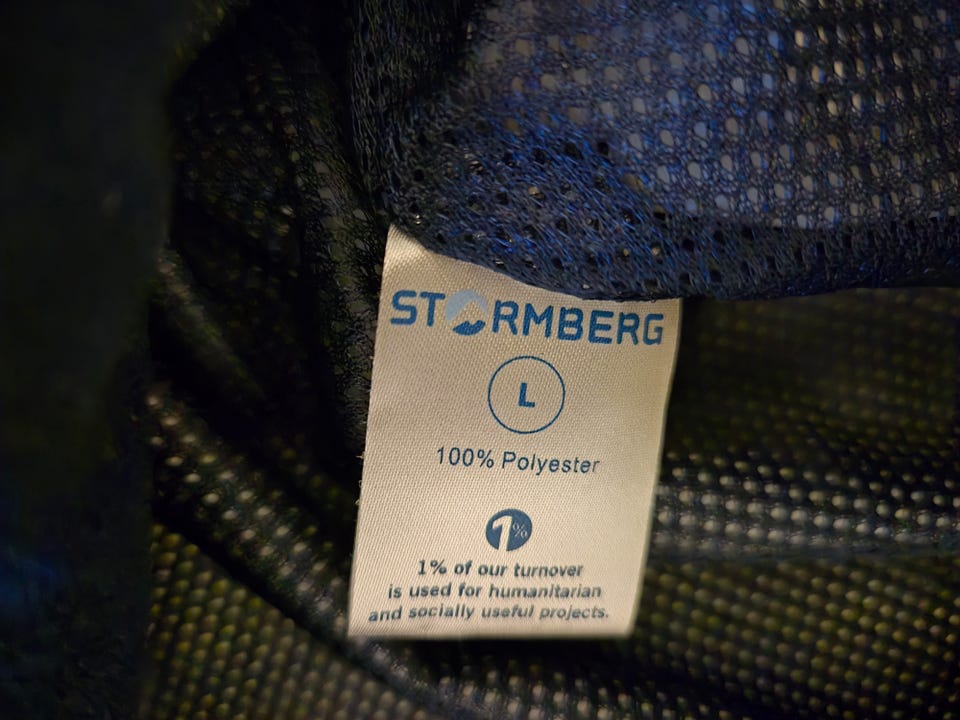 STORMBERG
L
100% Polyester
1%
1% of our turnover
is used for humanitarian
and socially useful projects.